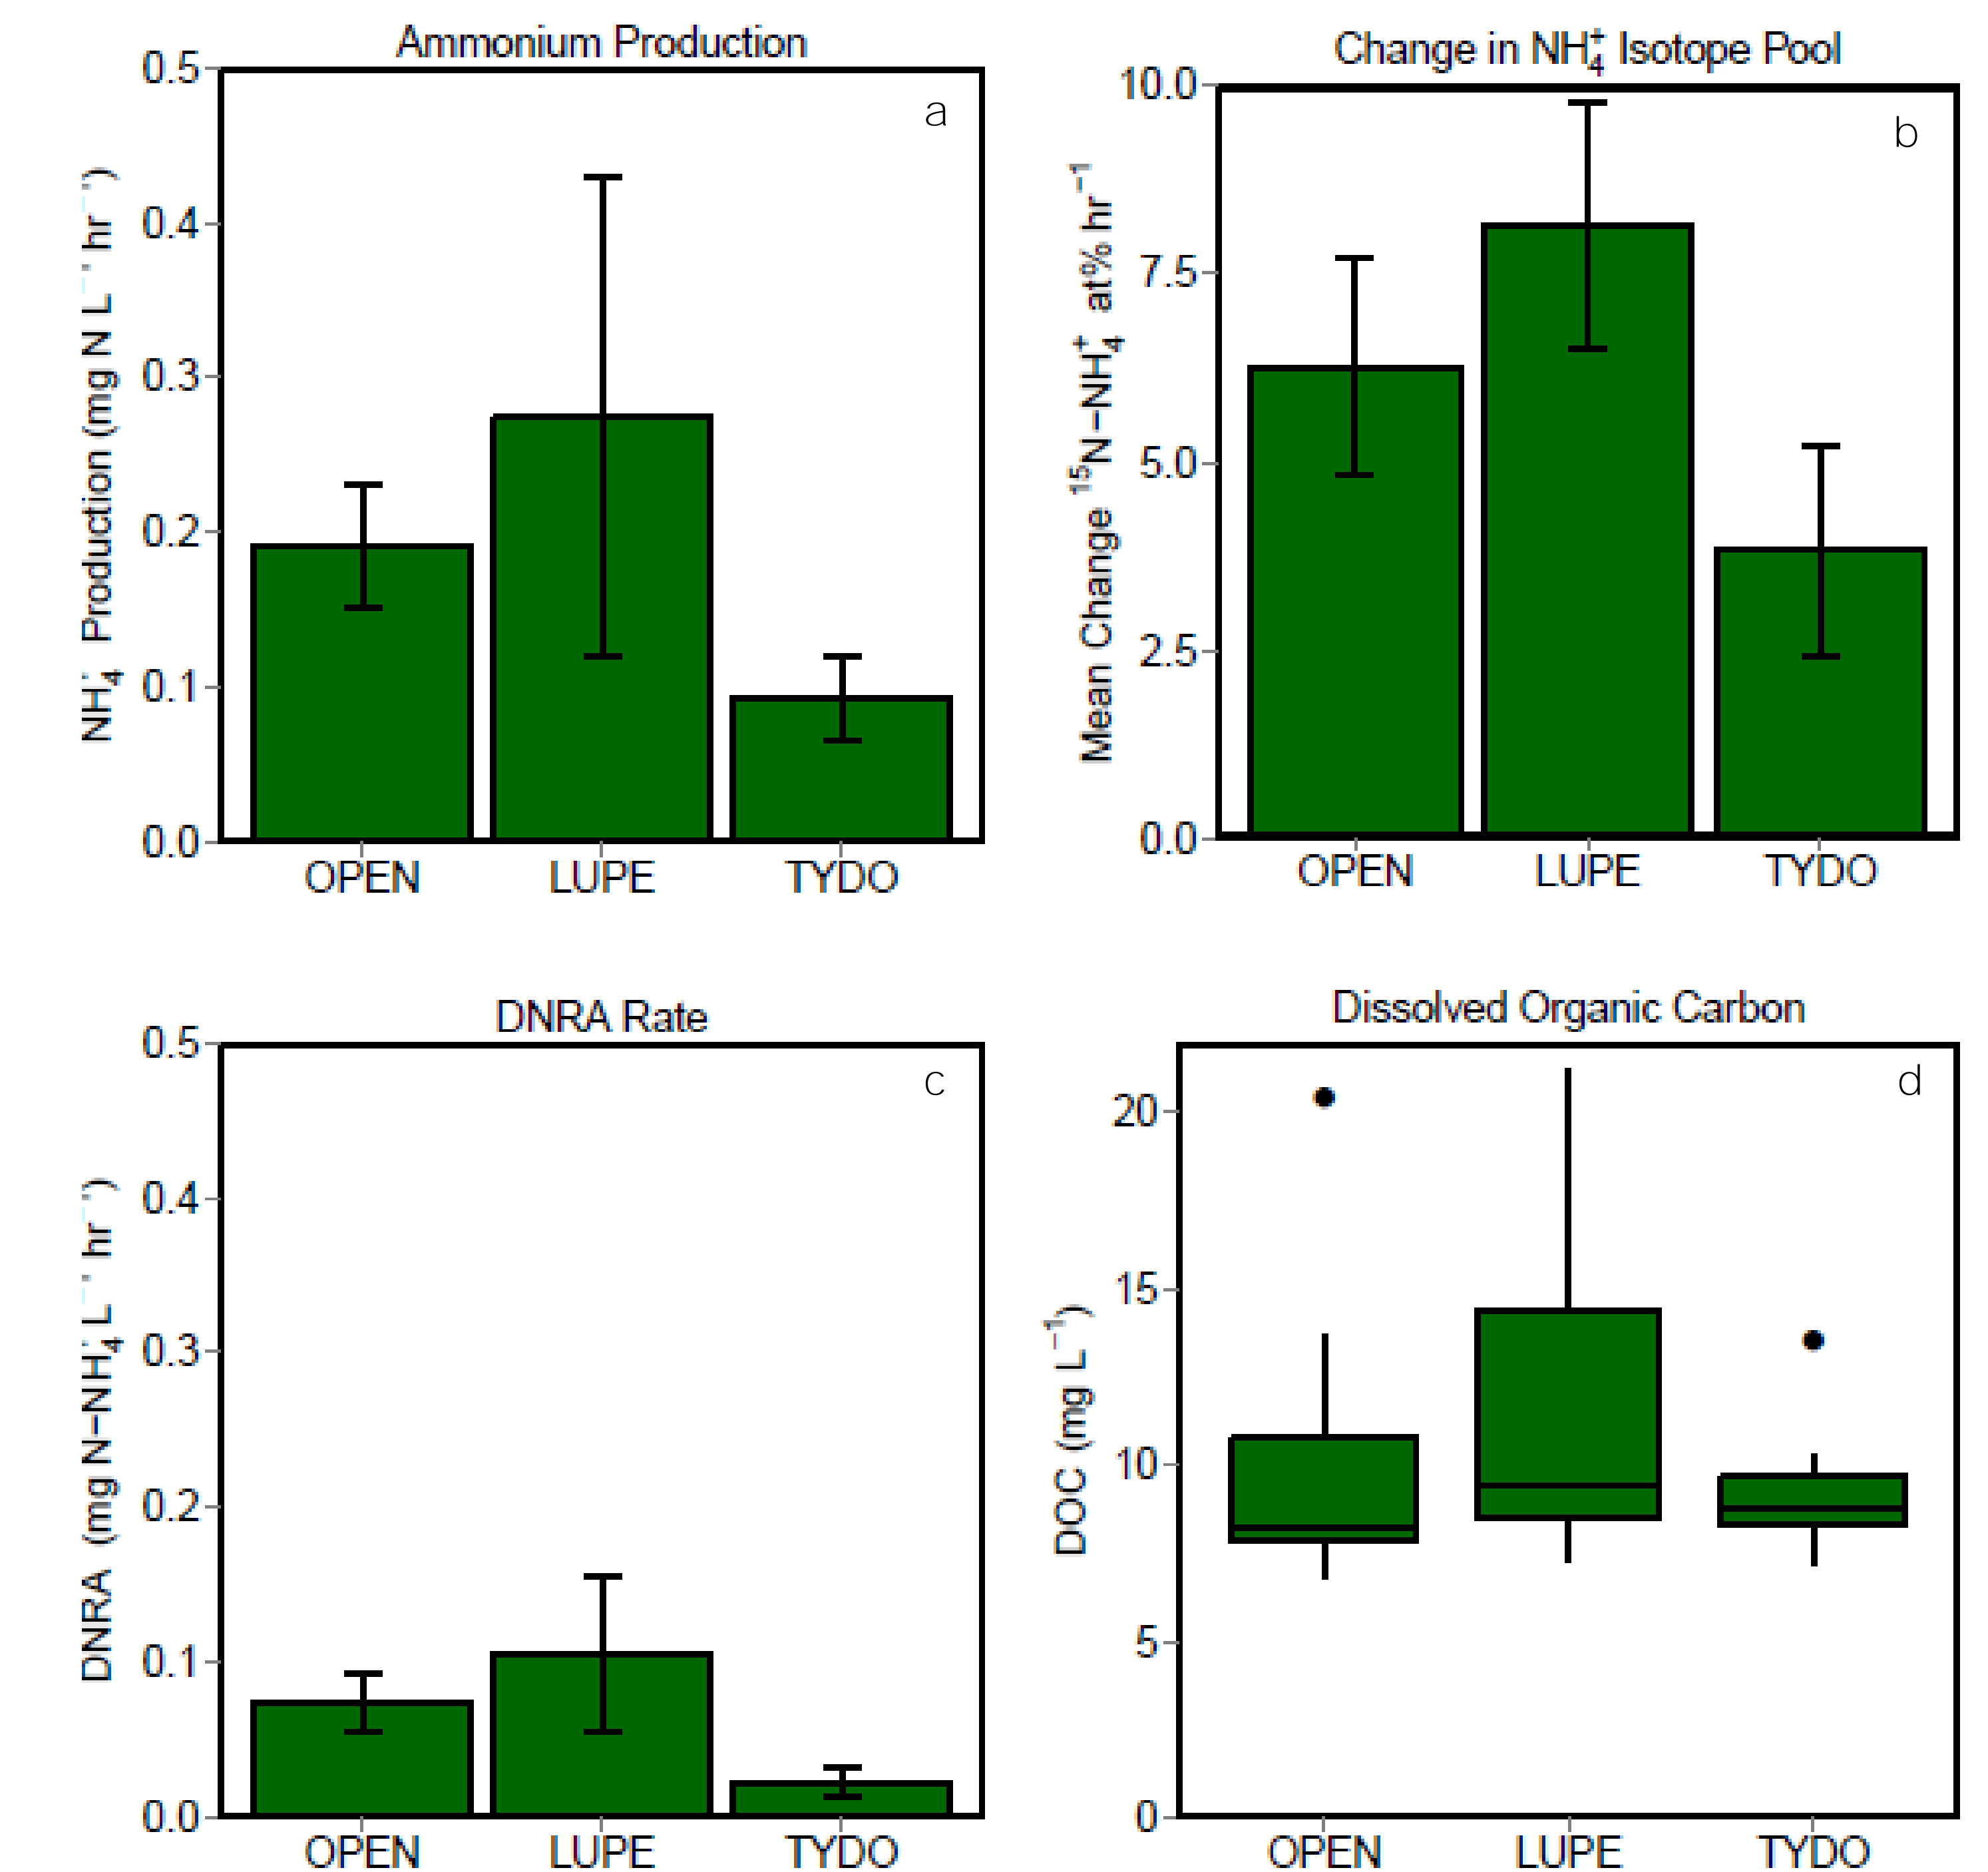 Ammonium Production
a
NH₄ Production (mg N L⁻ hr⁻)
0.5
0.4
0.3
0.2
0.1
0.0
OPEN LUPE TYDO
Change in NH₄⁺ Isotope Pool
b
Mean Change ¹⁵N−NH₄⁺ at% hr⁻¹
10.0
7.5
5.0
2.5
0.0
OPEN LUPE TYDO
DNRA Rate
c
DNRA (mg N−NH₄ L⁻ hr⁻)
0.5
0.4
0.3
0.2
0.1
0.0
OPEN LUPE TYDO
Dissolved Organic Carbon
d
DOC (mg L⁻¹)
20
15
10
5
0
OPEN LUPE TYDO